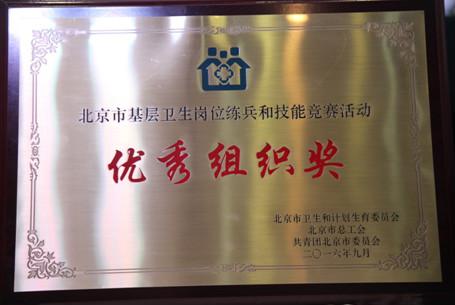 北京市基层卫生岗位练兵和技能竞赛活动
优秀组织奖
北京市卫生和计划生育委员会
北京市总工会
共青团北京市委员会
二〇一六年九月